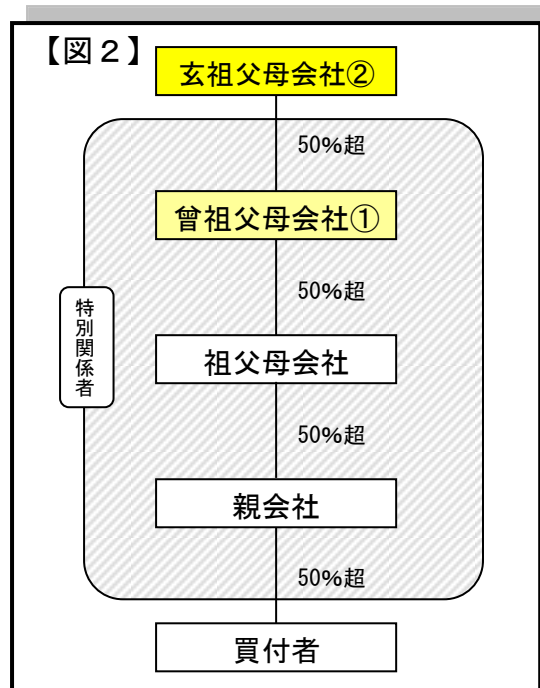 【図２】
玄祖父母会社②
50％超
曾祖父母会社①
50％超
特別関係者
祖父母会社
50％超
親会社
50％超
買付者